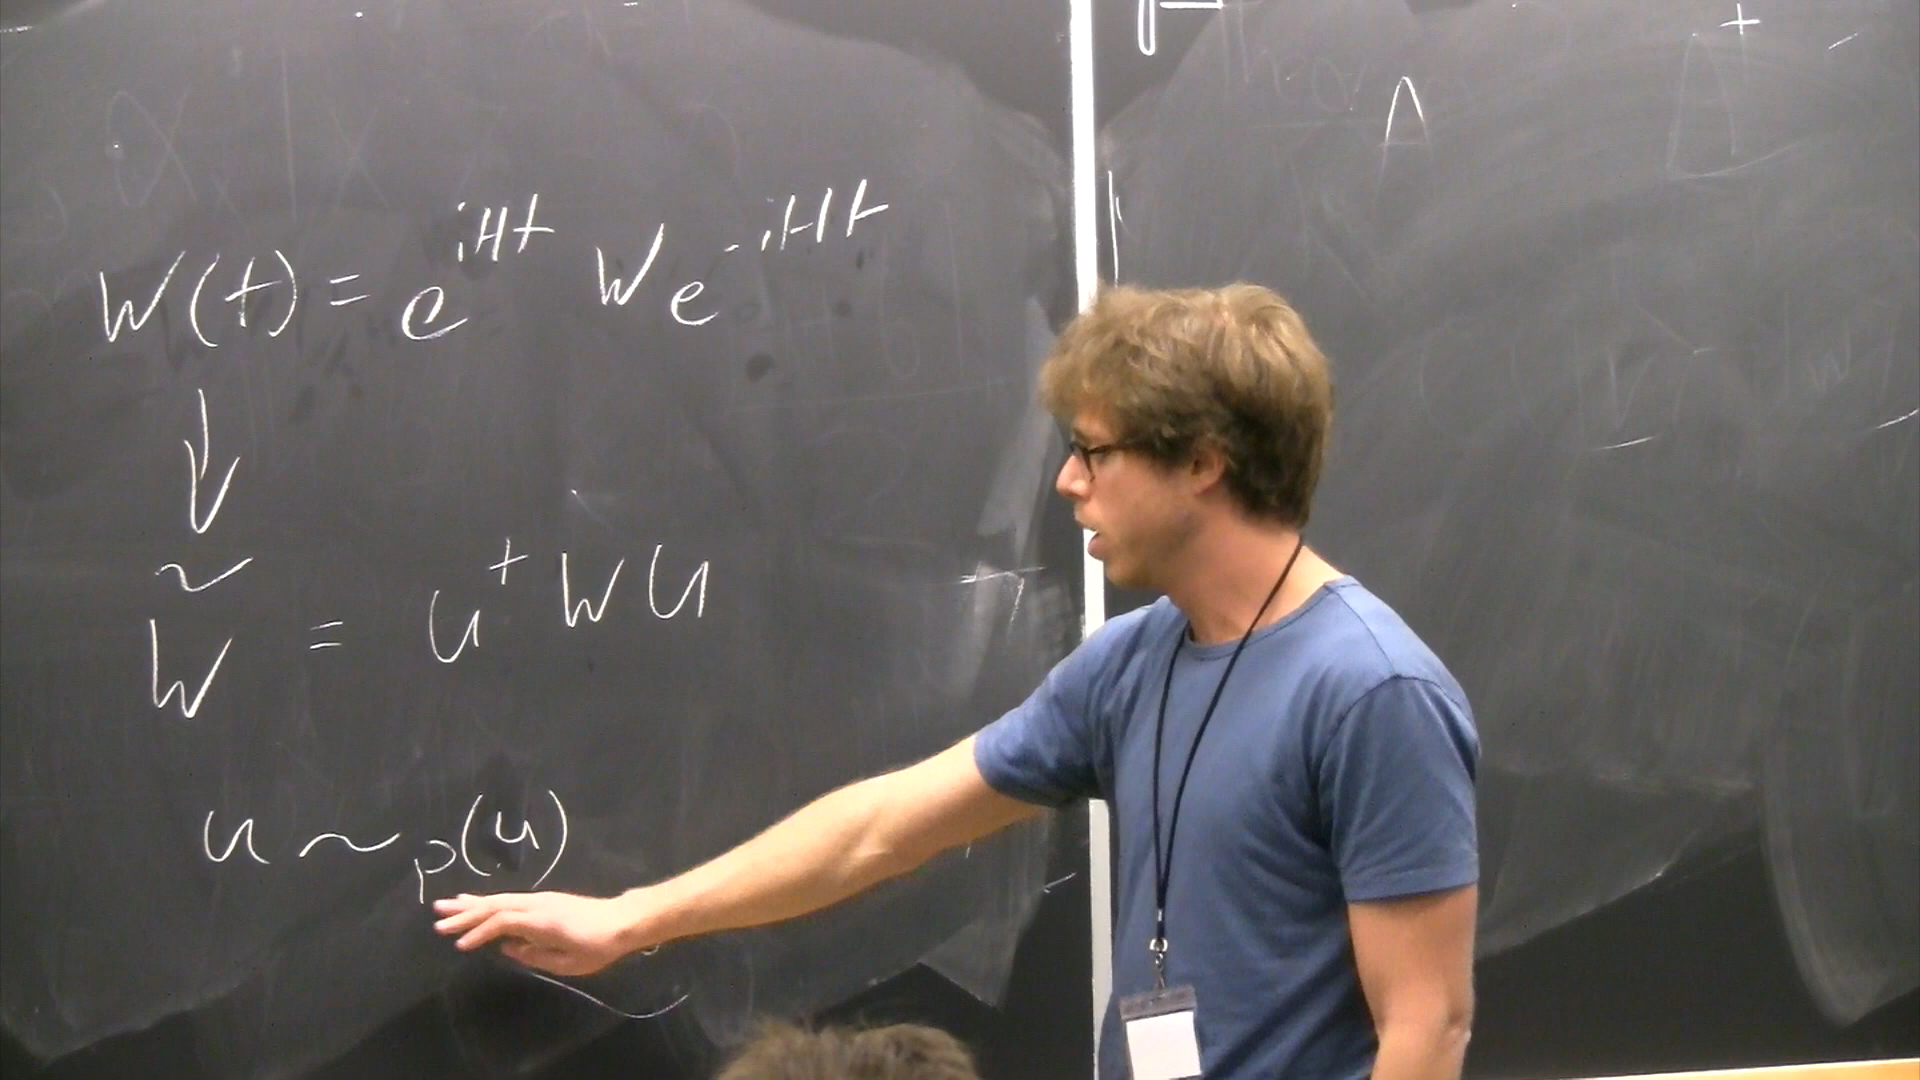 W(t) = e^{iHt} W e^{-iHt}
↓
W̃ = u† W u
u ~ p(u)